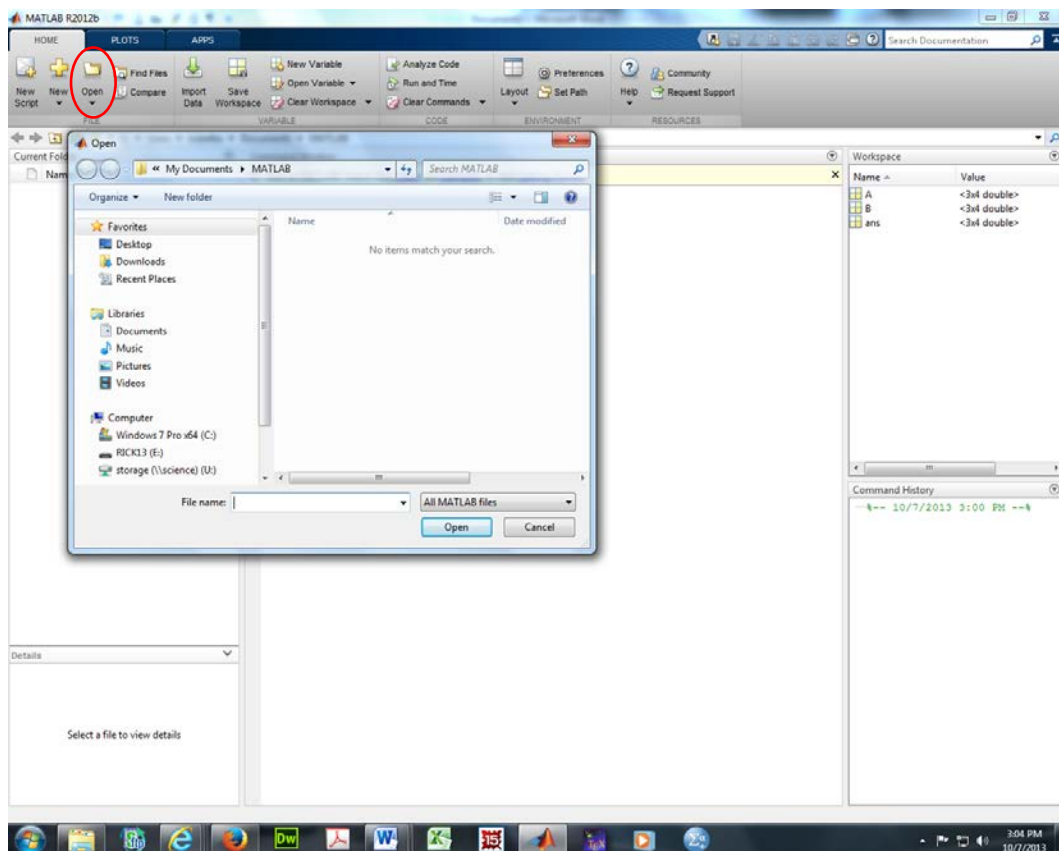 MATLAB R2012b
HOME PLOTS APPS
Search Documentation
New Script
New
Open
Find Files
Compare
Import Data
Save Workspace
New Variable
Open Variable
Clear Workspace
Analyze Code
Run and Time
Clear Commands
Layout
Preferences
Set Path
Help
Community
Request Support
FILE VARIABLE CODE ENVIRONMENT RESOURCES
Current Fold
Nam
Open
« My Documents MATLAB
Search MATLAB
Organize New folder
Name Date modified
No items match your search.
Favorites
Desktop
Downloads
Recent Places
Libraries
Documents
Music
Pictures
Videos
Computer
Windows 7 Pro x64 (C:)
RICK13 (E:)
storage (\\science) (U:)
File name:
All MATLAB files
Open Cancel
Workspace
Name Value
A <3x4 double>
B <3x4 double>
ans <3x4 double>
Command History
%-- 10/7/2013 3:00 PM --%
Details
Select a file to view details
Dw
3:04 PM
10/7/2013